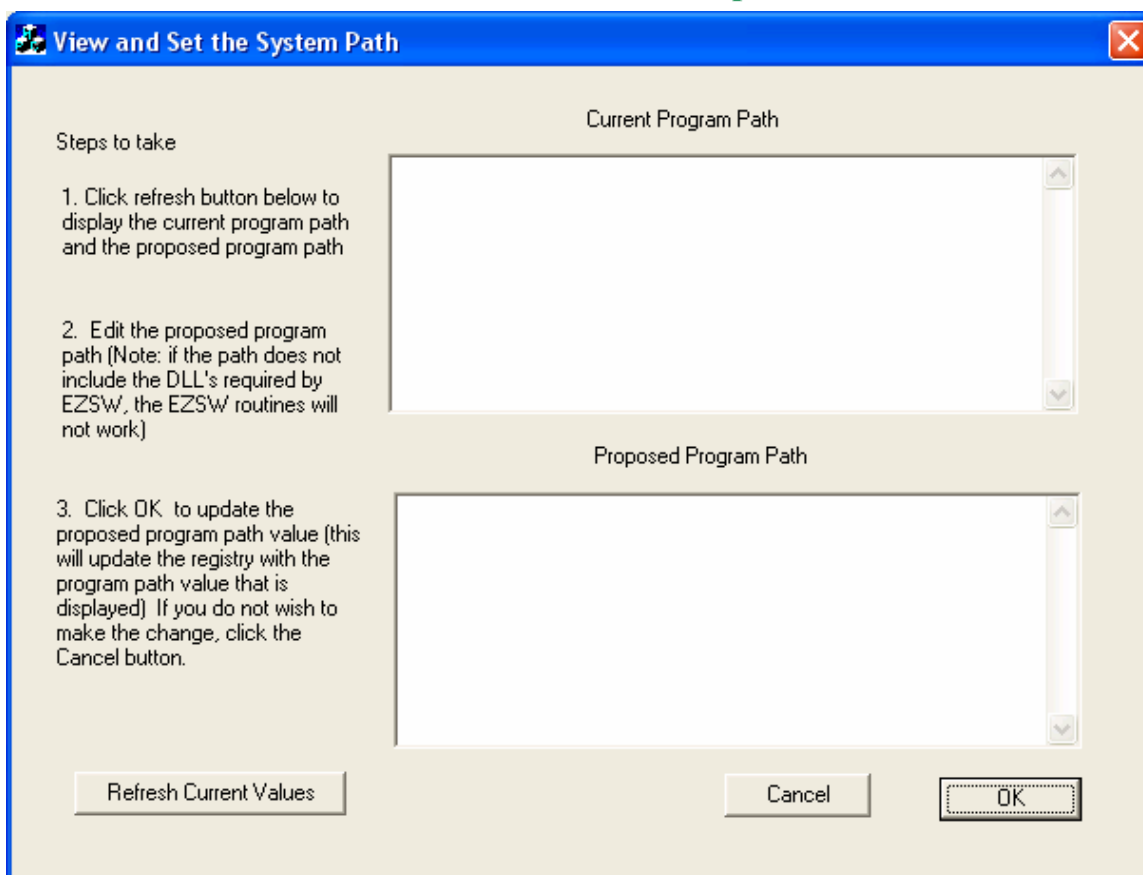 View and Set the System Path
Steps to take
1. Click refresh button below to
display the current program path
and the proposed program path
2.  Edit the proposed program
path (Note: if the path does not
include the DLL's required by
EZSW, the EZSW routines will
not work)
3.  Click OK  to update the
proposed program path value (this
will update the registry with the
program path value that is
displayed)  If you do not wish to
make the change, click the
Cancel button.
Current Program Path
Proposed Program Path
Refresh Current Values
Cancel
OK